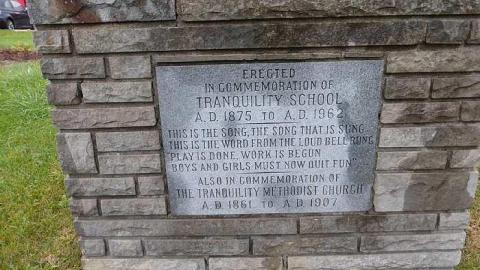 ERECTED
IN COMMEMORATION OF
TRANQUILITY SCHOOL
A.D. 1875 TO A.D. 1962
THIS IS THE SONG, THE SONG THAT IS SUNG
THIS IS THE WORD FROM THE LOUD BELL RUNG
"PLAY IS DONE, WORK IS BEGUN
BOYS AND GIRLS MUST NOW QUIT FUN"
ALSO IN COMMEMORATION OF
THE TRANQUILITY METHODIST CHURCH
A.D. 1861 TO A.D. 1907